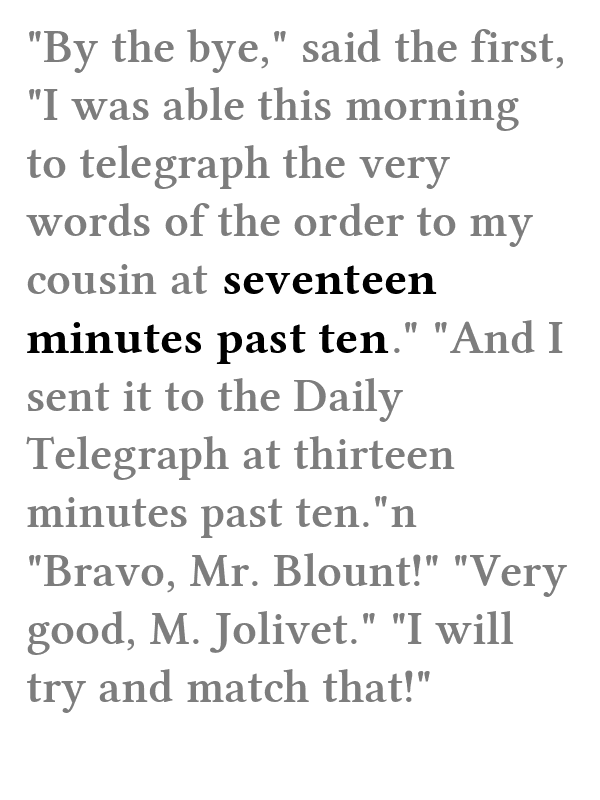 "By the bye," said the first,
"I was able this morning
to telegraph the very
words of the order to my
cousin at seventeen
minutes past ten." "And I
sent it to the Daily
Telegraph at thirteen
minutes past ten."n
"Bravo, Mr. Blount!" "Very
good, M. Jolivet." "I will
try and match that!"